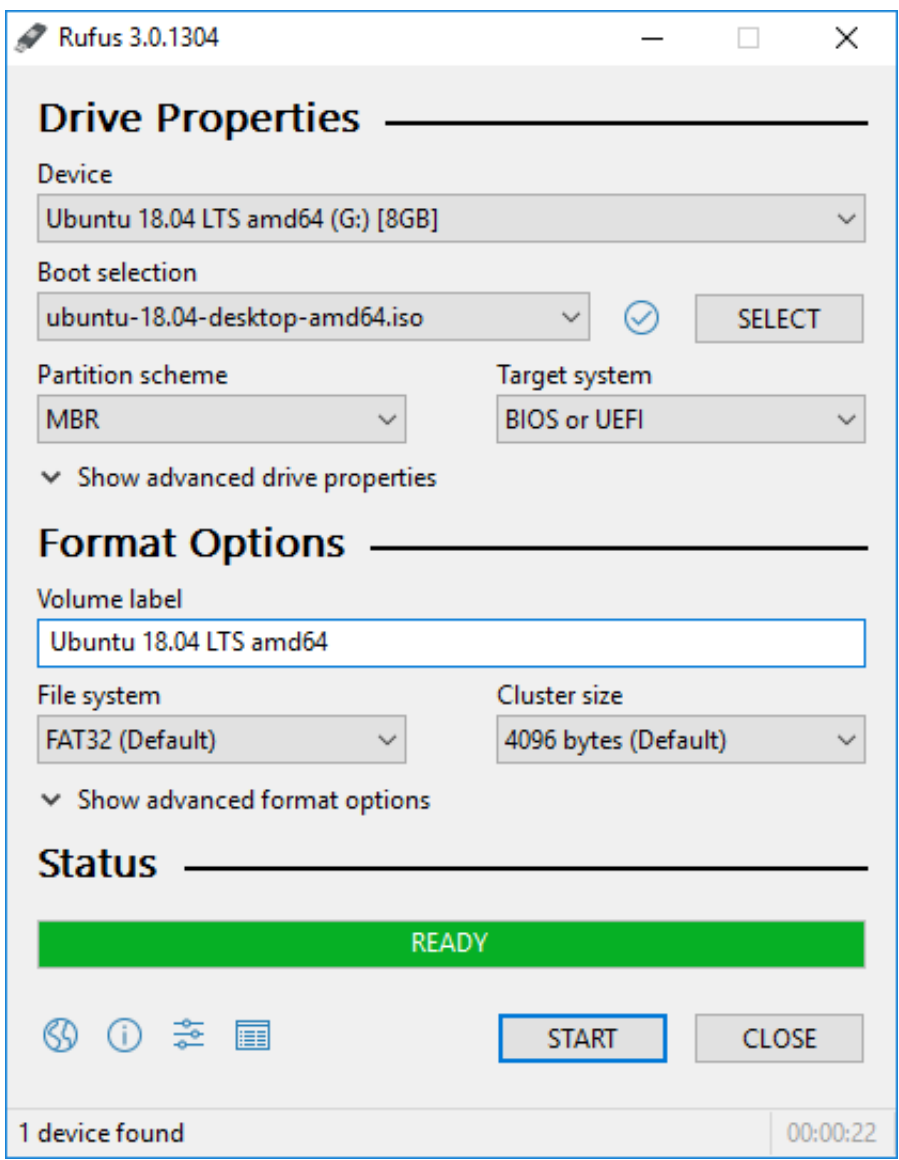 Rufus 3.0.1304
Drive Properties
Device
Ubuntu 18.04 LTS amd64 (G:) [8GB]
Boot selection
ubuntu-18.04-desktop-amd64.iso SELECT
Partition scheme Target system
MBR BIOS or UEFI
Show advanced drive properties
Format Options
Volume label
Ubuntu 18.04 LTS amd64
File system Cluster size
FAT32 (Default) 4096 bytes (Default)
Show advanced format options
Status
READY
START CLOSE
1 device found 00:00:22